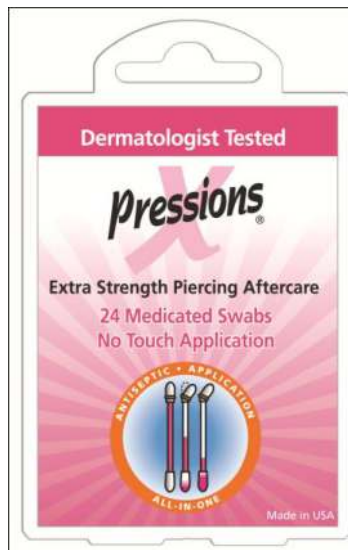 Dermatologist Tested
X
Pressions®
Extra Strength Piercing Aftercare
24 Medicated Swabs
No Touch Application
ANTISEPTIC • APPLICATION
ALL-IN-ONE
Made in USA